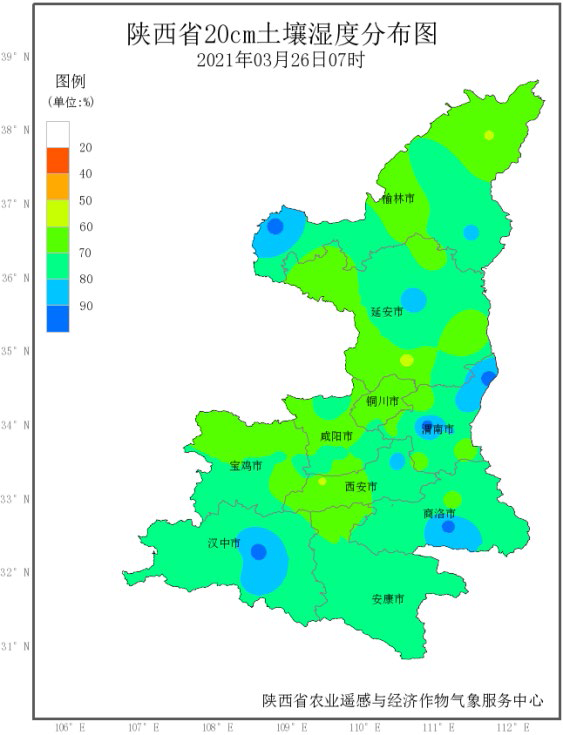 陕西省20cm土壤湿度分布图
2021年03月26日07时
图例
(单位:%)
20
40
50
60
70
80
90
39° N
38° N
37° N
36° N
35° N
34° N
33° N
32° N
31° N
榆林市
延安市
铜川市
咸阳市
渭南市
宝鸡市
西安市
商洛市
汉中市
安康市
陕西省农业遥感与经济作物气象服务中心
106° E
107° E
108° E
109° E
110° E
111° E
112° E